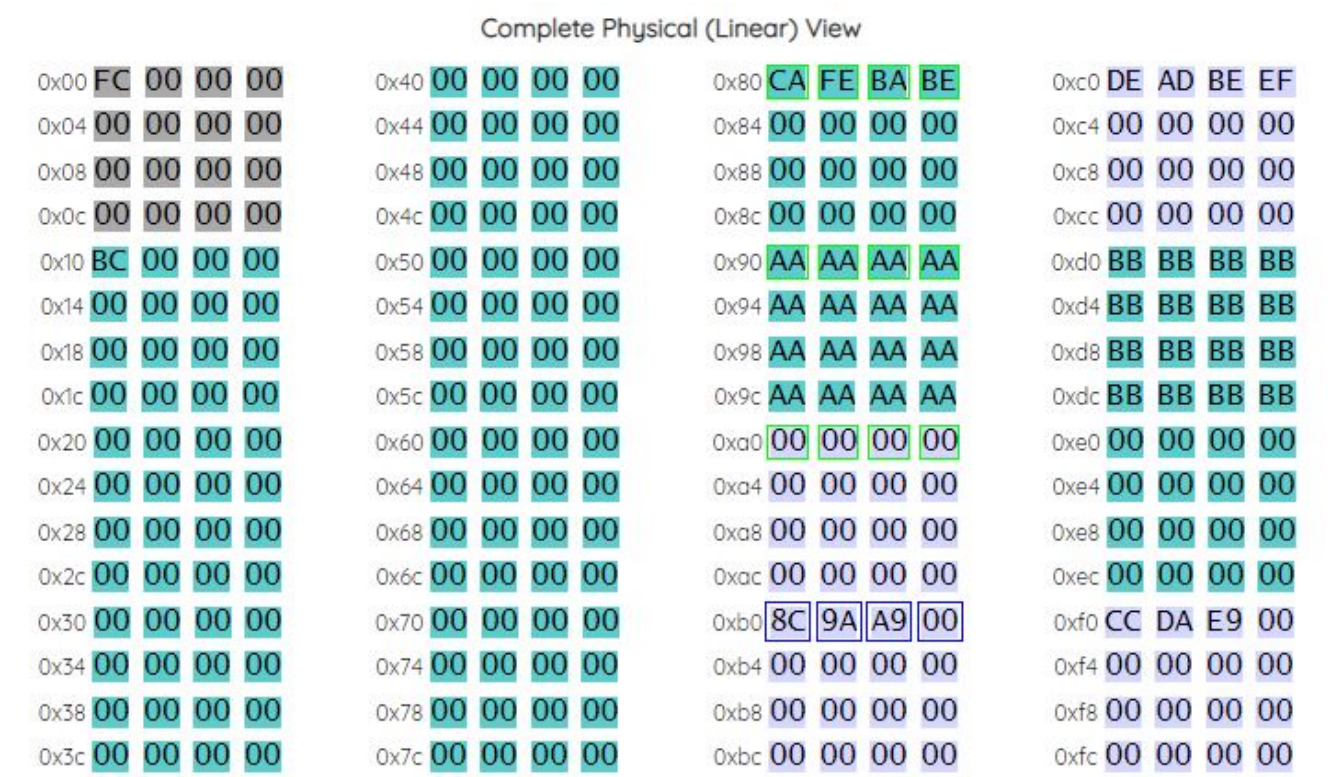 Complete Physical (Linear) View
0x00 FC 00 00 00 0x40 00 00 00 00 0x80 CA FE BA BE 0xc0 DE AD BE EF
0x04 00 00 00 00 0x44 00 00 00 00 0x84 00 00 00 00 0xc4 00 00 00 00
0x08 00 00 00 00 0x48 00 00 00 00 0x88 00 00 00 00 0xc8 00 00 00 00
0x0c 00 00 00 00 0x4c 00 00 00 00 0x8c 00 00 00 00 0xcc 00 00 00 00
0x10 BC 00 00 00 0x50 00 00 00 00 0x90 AA AA AA AA 0xd0 BB BB BB BB
0x14 00 00 00 00 0x54 00 00 00 00 0x94 AA AA AA AA 0xd4 BB BB BB BB
0x18 00 00 00 00 0x58 00 00 00 00 0x98 AA AA AA AA 0xd8 BB BB BB BB
0x1c 00 00 00 00 0x5c 00 00 00 00 0x9c AA AA AA AA 0xdc BB BB BB BB
0x20 00 00 00 00 0x60 00 00 00 00 0xa0 00 00 00 00 0xe0 00 00 00 00
0x24 00 00 00 00 0x64 00 00 00 00 0xa4 00 00 00 00 0xe4 00 00 00 00
0x28 00 00 00 00 0x68 00 00 00 00 0xa8 00 00 00 00 0xe8 00 00 00 00
0x2c 00 00 00 00 0x6c 00 00 00 00 0xac 00 00 00 00 0xec 00 00 00 00
0x30 00 00 00 00 0x70 00 00 00 00 0xb0 8C 9A A9 00 0xf0 CC DA E9 00
0x34 00 00 00 00 0x74 00 00 00 00 0xb4 00 00 00 00 0xf4 00 00 00 00
0x38 00 00 00 00 0x78 00 00 00 00 0xb8 00 00 00 00 0xf8 00 00 00 00
0x3c 00 00 00 00 0x7c 00 00 00 00 0xbc 00 00 00 00 0xfc 00 00 00 00